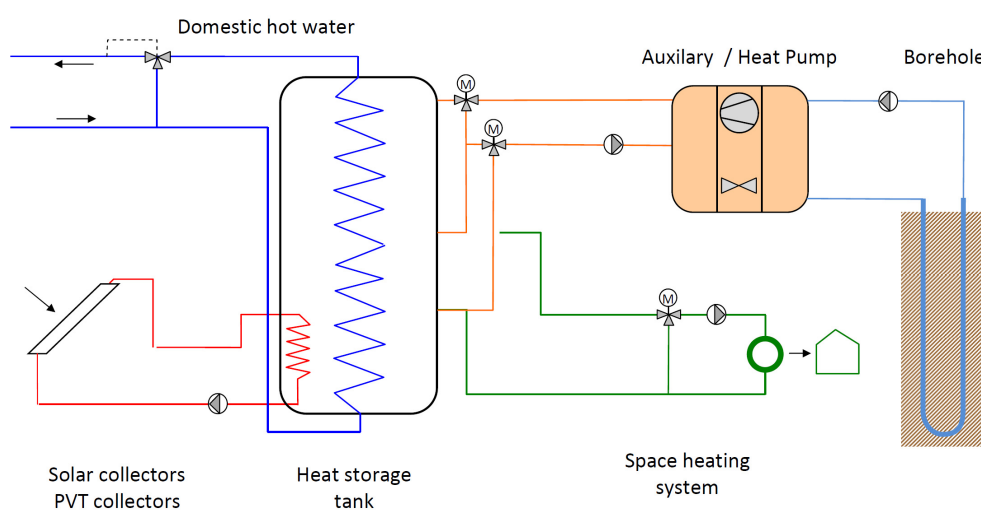 Domestic hot water
Auxilary / Heat Pump
Borehole
M
M
M
Solar collectors
PVT collectors
Heat storage
tank
Space heating
system